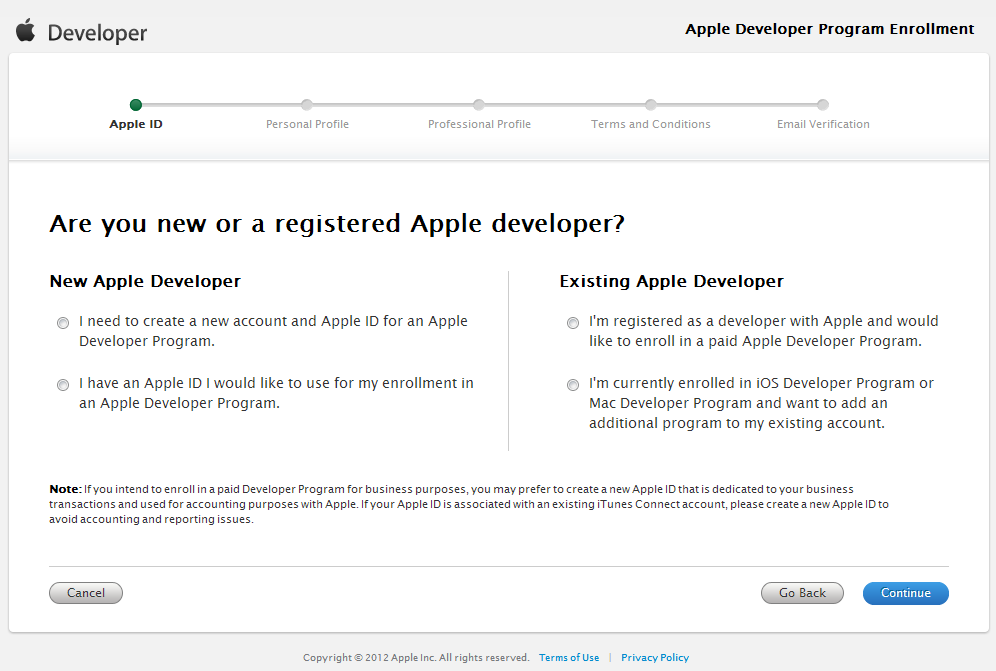 Developer
Apple Developer Program Enrollment
Apple ID
Personal Profile
Professional Profile
Terms and Conditions
Email Verification
Are you new or a registered Apple developer?
New Apple Developer
I need to create a new account and Apple ID for an Apple
Developer Program.
I have an Apple ID I would like to use for my enrollment in
an Apple Developer Program.
Existing Apple Developer
I'm registered as a developer with Apple and would
like to enroll in a paid Apple Developer Program.
I'm currently enrolled in iOS Developer Program or
Mac Developer Program and want to add an
additional program to my existing account.
Note: If you intend to enroll in a paid Developer Program for business purposes, you may prefer to create a new Apple ID that is dedicated to your business
transactions and used for accounting purposes with Apple. If your Apple ID is associated with an existing iTunes Connect account, please create a new Apple ID to
avoid accounting and reporting issues.
Cancel
Go Back
Continue
Copyright © 2012 Apple Inc. All rights reserved. Terms of Use | Privacy Policy